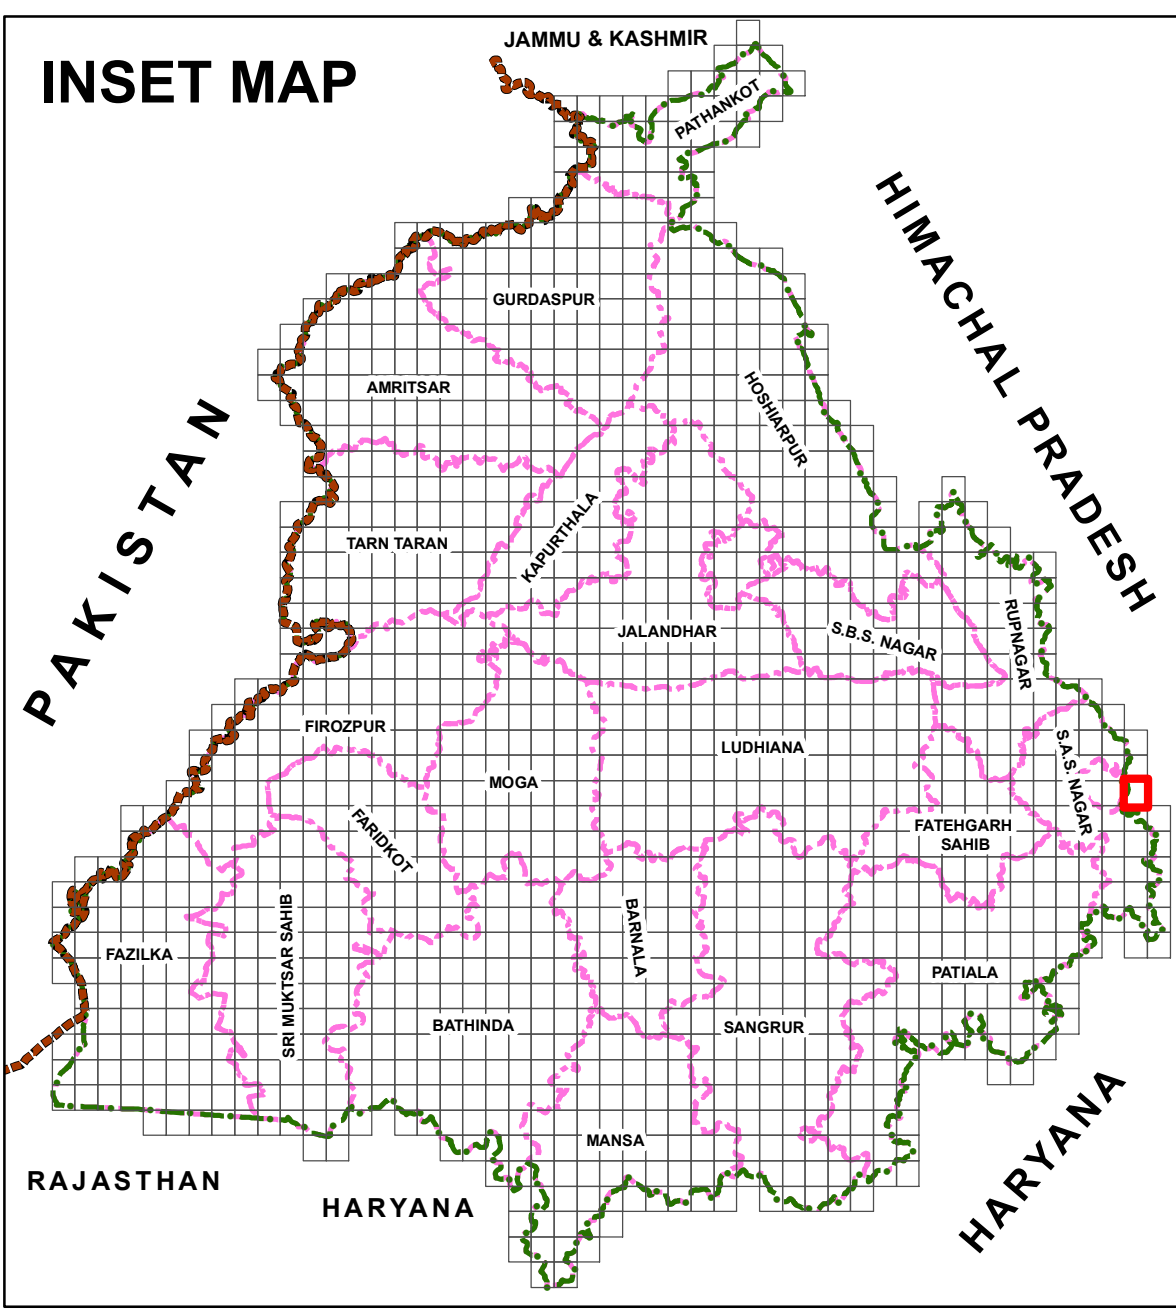 JAMMU & KASHMIR
INSET MAP
PATHANKOT
HIMACHAL PRADESH
GURDASPUR
AMRITSAR
HOSHIARPUR
PAKISTAN
KAPURTHALA
TARN TARAN
JALANDHAR
S.B.S. NAGAR
RUPNAGAR
FIROZPUR
LUDHIANA
S.A.S. NAGAR
MOGA
FARIDKOT
FATEHGARH
SAHIB
BARNALA
SRI MUKTSAR SAHIB
FAZILKA
PATIALA
BATHINDA
SANGRUR
MANSA
HARYANA
RAJASTHAN
HARYANA